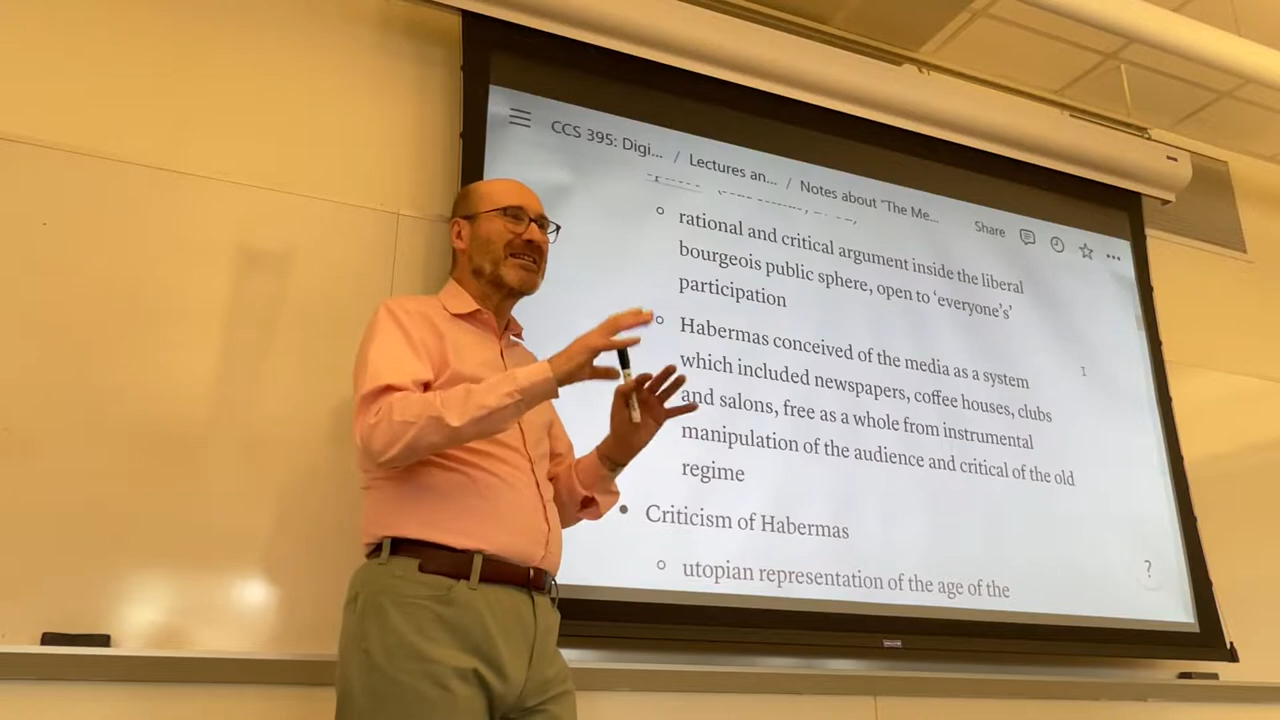 CCS 395: Digi... / Lectures an... / Notes about "The Me...
Share
rational and critical argument inside the liberal
bourgeois public sphere, open to ‘everyone’s’
participation
Habermas conceived of the media as a system
which included newspapers, coffee houses, clubs
and salons, free as a whole from instrumental
manipulation of the audience and critical of the old
regime
Criticism of Habermas
utopian representation of the age of the
?